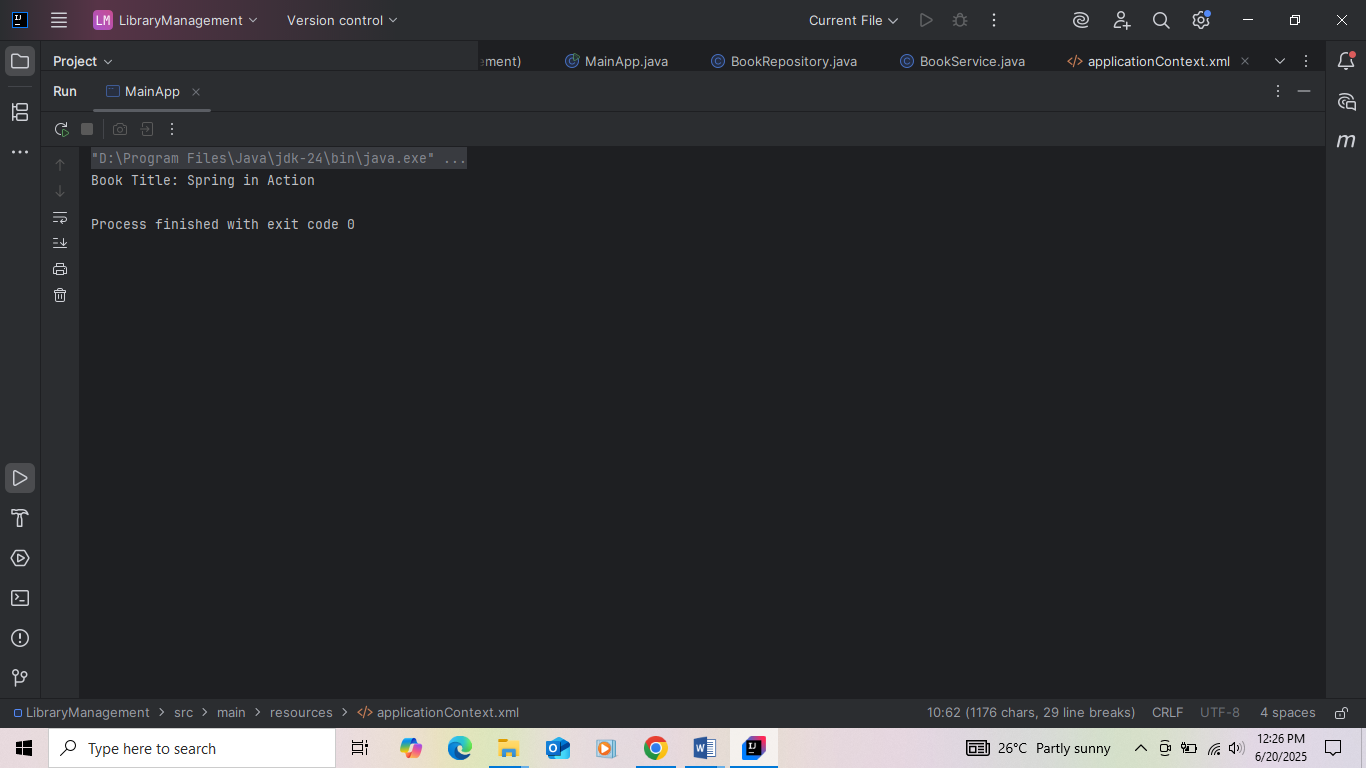 LM LibraryManagement Version control Current File
Project ment) MainApp.java BookRepository.java BookService.java applicationContext.xml
Run MainApp
"D:\Program Files\Java\jdk-24\bin\java.exe" ...
Book Title: Spring in Action
Process finished with exit code 0
LibraryManagement > src > main > resources > applicationContext.xml 10:62 (1176 chars, 29 line breaks) CRLF UTF-8 4 spaces
Type here to search 26°C Partly sunny 12:26 PM
6/20/2025